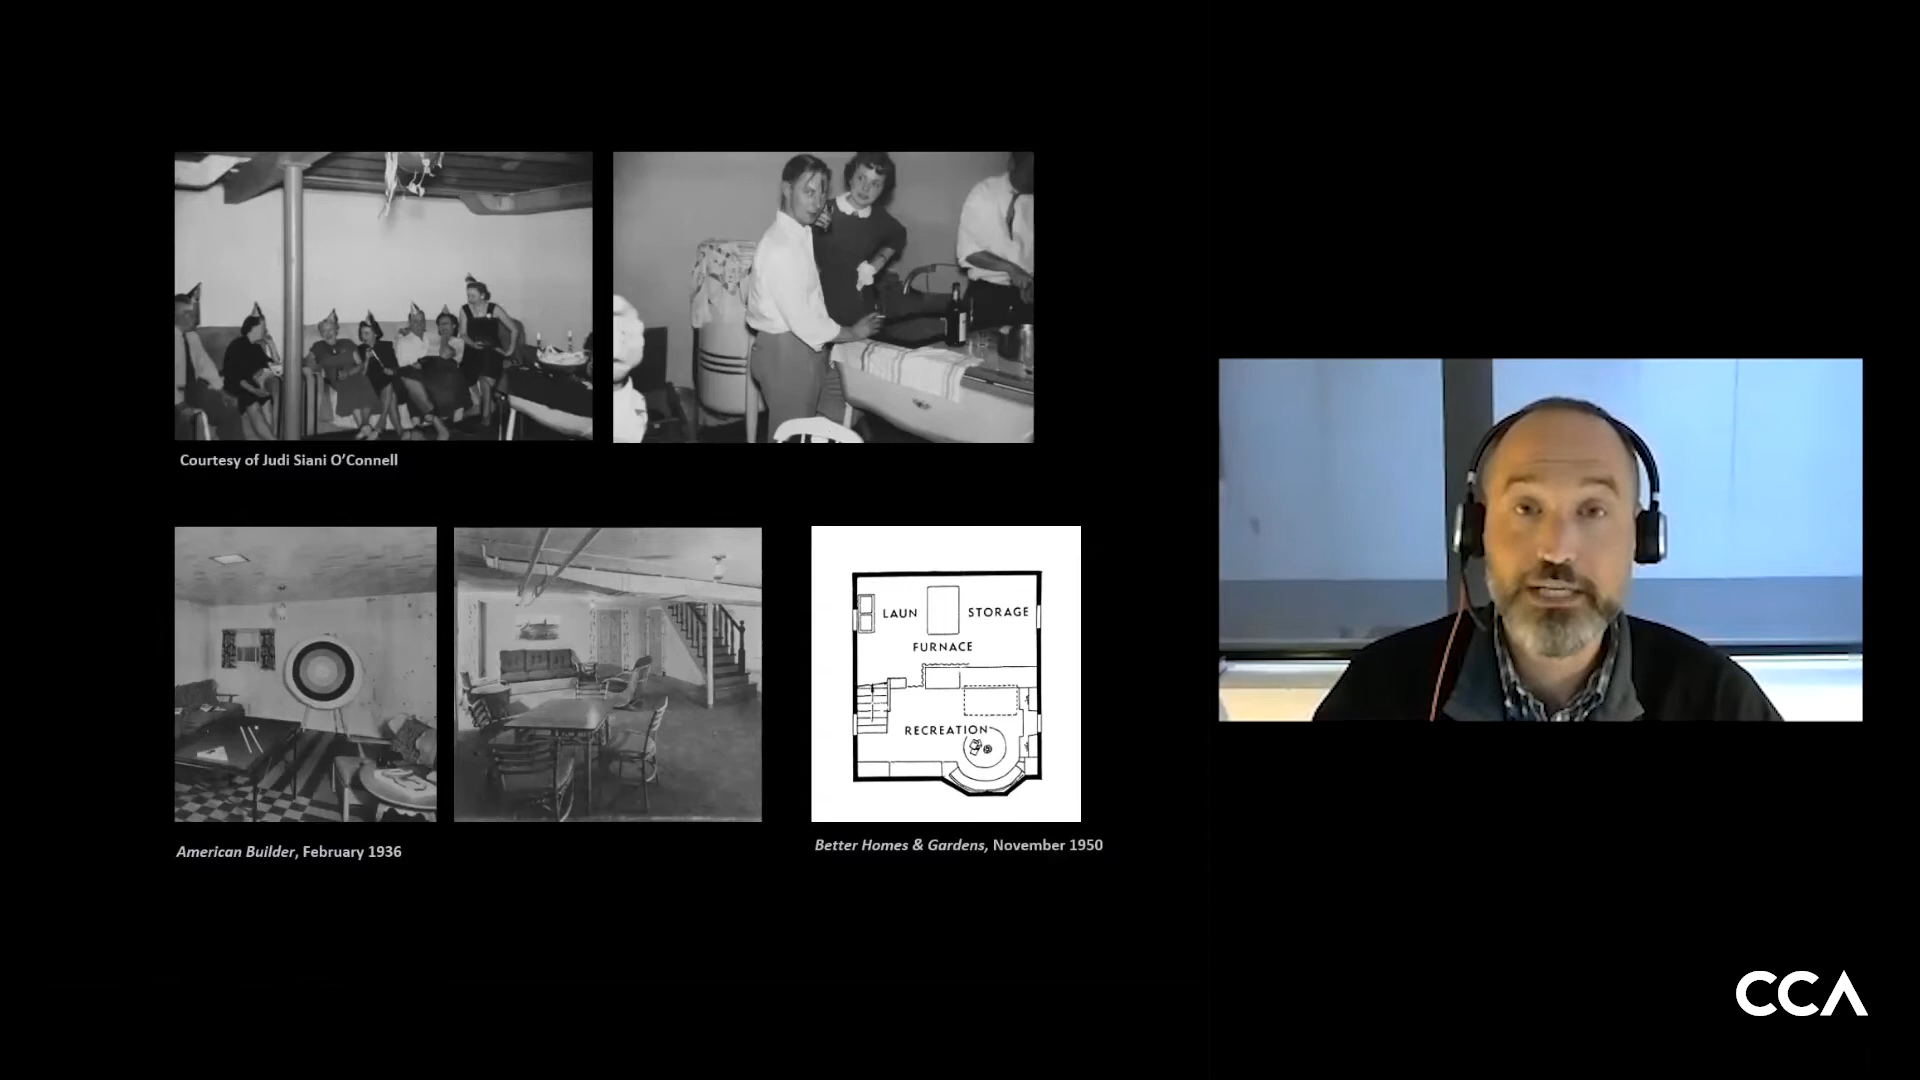 Courtesy of Judi Siani O'Connell
LAUN
STORAGE
FURNACE
RECREATION
American Builder, February 1936
Better Homes & Gardens, November 1950
CCA